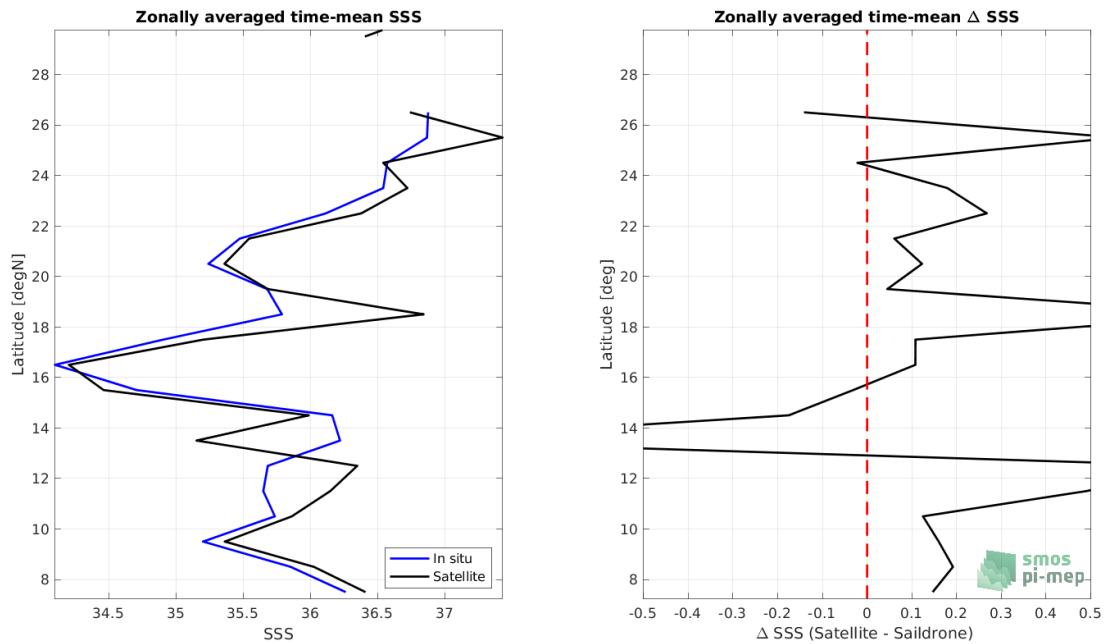 Zonally averaged time-mean SSS
28
26
24
22
20
18
16
14
12
10
8
Latitude [degN]
34.5 35 35.5 36 36.5 37
SSS
In situ
Satellite
Zonally averaged time-mean Δ SSS
28
26
24
22
20
18
16
14
12
10
8
Latitude [deg]
-0.5 -0.4 -0.3 -0.2 -0.1 0 0.1 0.2 0.3 0.4 0.5
Δ SSS (Satellite - Saildrone)
smos
pi-mep